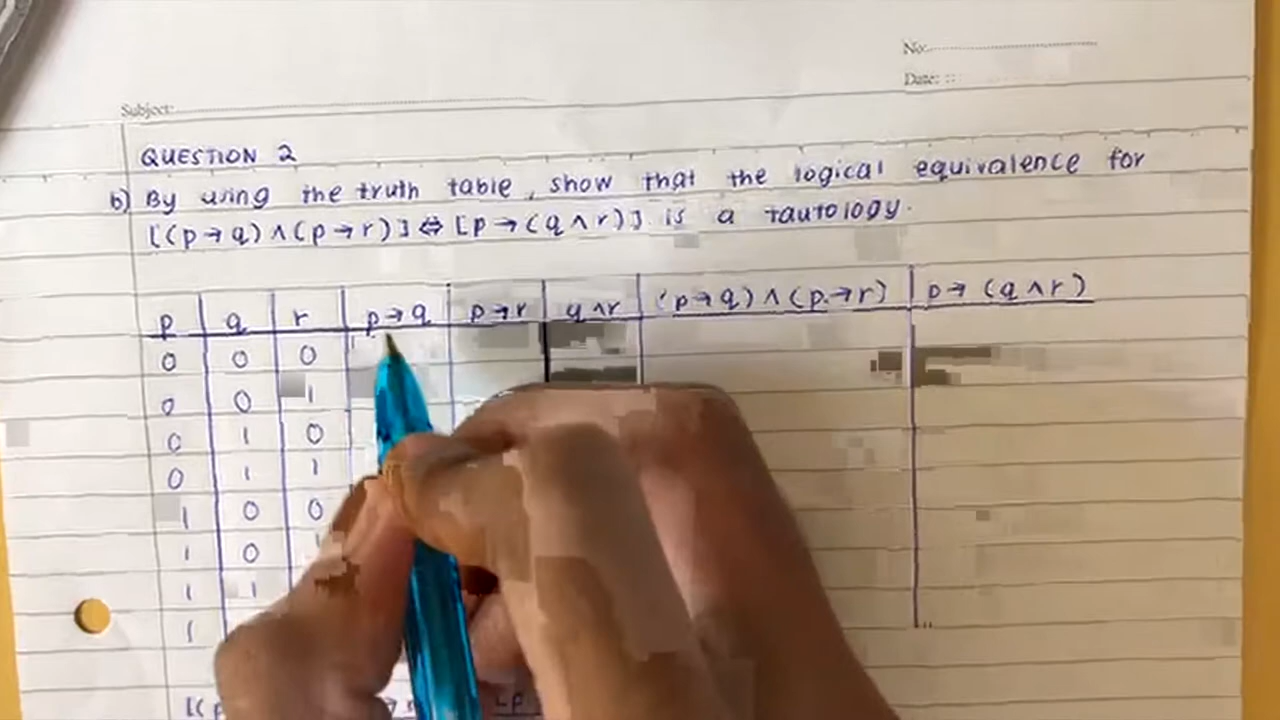 No:
Date:
Subject:
QUESTION 2
b) By using the truth table, show that the logical equivalence for
[(p→q)∧(p→r)]⇔[p→(q∧r)] is a tautology.
p q r p→q p→r q∧r (p→q)∧(p→r) p→(q∧r)
0 0 0
0 0 1
0 1 0
0 1 1
1 0 0
1 0
1 1
1
[(p